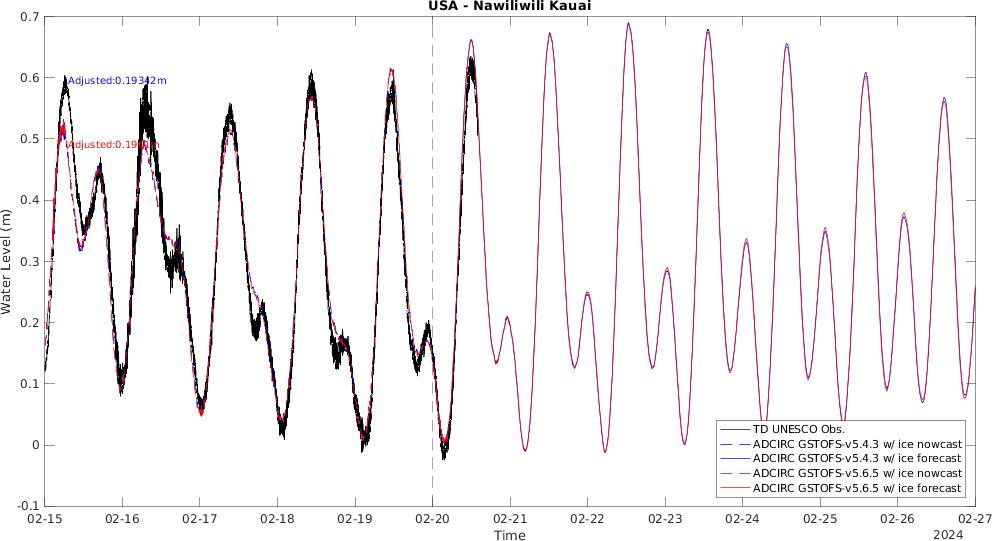 USA - Nawiliwili Kauai
0.7
0.6
0.5
0.4
0.3
0.2
0.1
0
-0.1
Water Level (m)
Adjusted:0.19342m
02-15
02-16
02-17
02-18
02-19
02-20
02-21
02-22
02-23
02-24
02-25
02-26
02-27
Time
2024
TD UNESCO Obs.
ADCIRC GSTOFS-v5.4.3 w/ ice nowcast
ADCIRC GSTOFS-v5.4.3 w/ ice forecast
ADCIRC GSTOFS-v5.6.5 w/ ice nowcast
ADCIRC GSTOFS-v5.6.5 w/ ice forecast